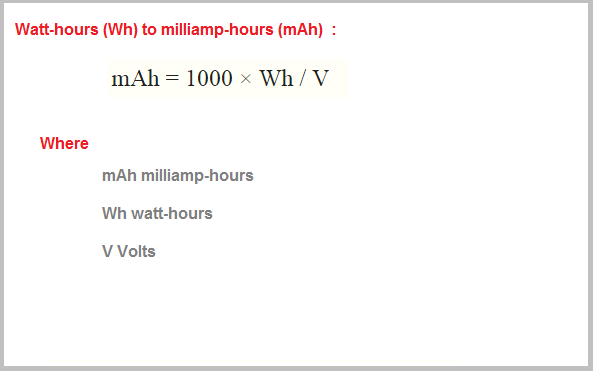 Watt-hours (Wh) to milliamp-hours (mAh) :
mAh = 1000 × Wh / V
Where
mAh milliamp-hours
Wh watt-hours
V Volts